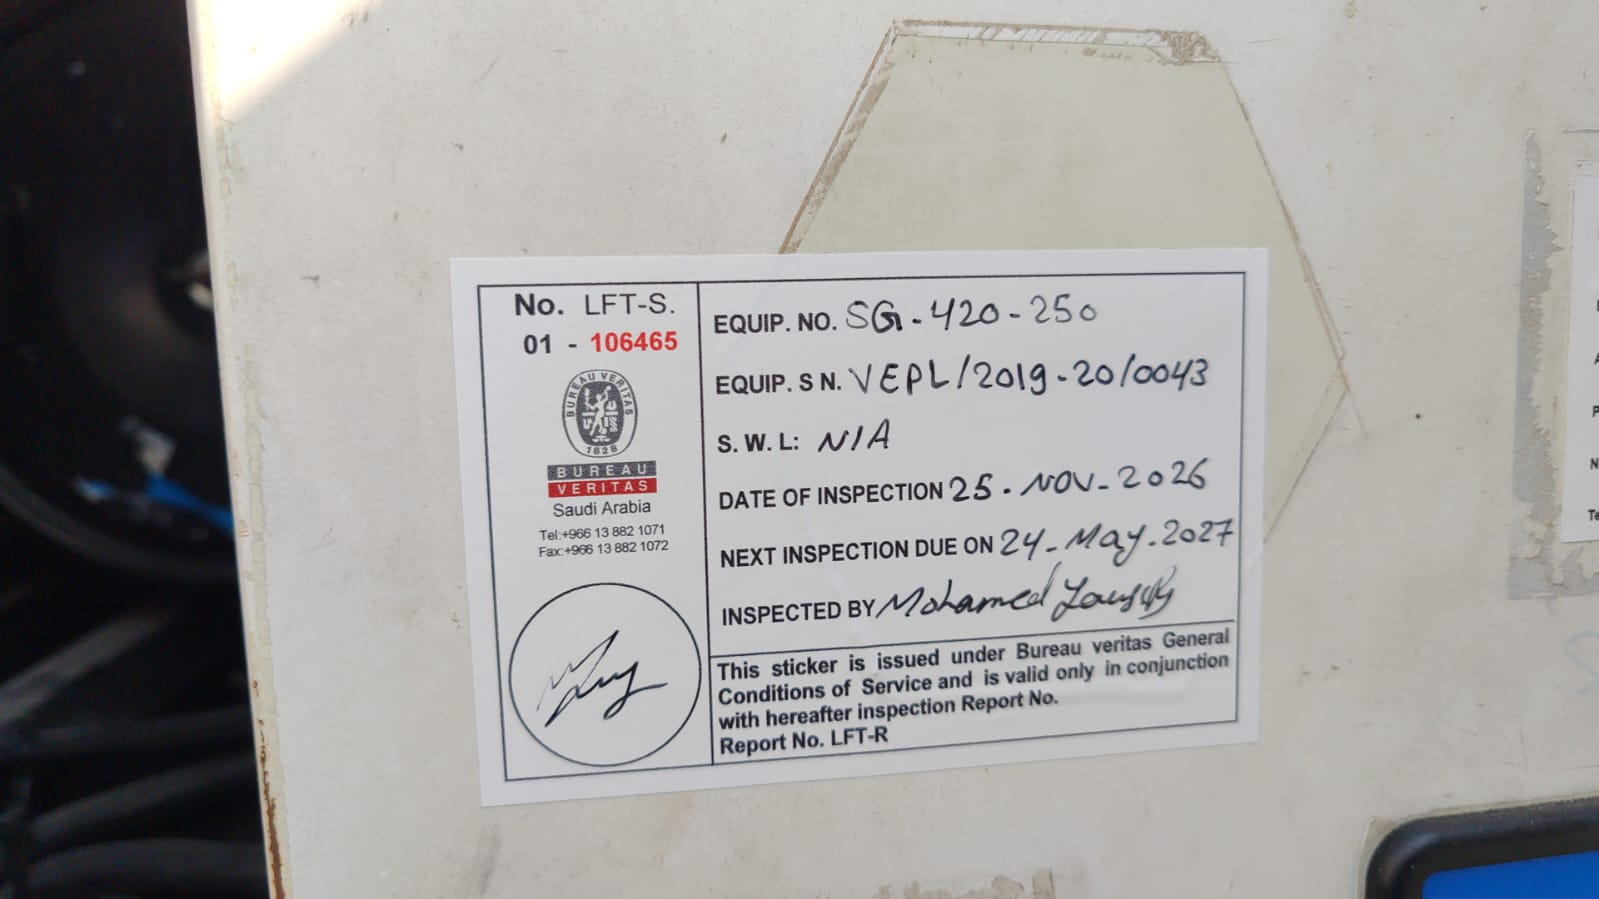 No. LFT-S.
01 - 106465
BUREAU VERITAS
1828
BUREAU
VERITAS
Saudi Arabia
Tel:+966 13 882 1071
Fax:+966 13 882 1072
EQUIP. NO. SG-420-250
EQUIP. S N. VEPL/2019-20/0043
S. W. L: N/A
DATE OF INSPECTION 25. NOV-2026
NEXT INSPECTION DUE ON 24-May-2027
INSPECTED BY Mohamed
This sticker is issued under Bureau veritas General
Conditions of Service and is valid only in conjunction
with hereafter inspection Report No.
Report No. LFT-R